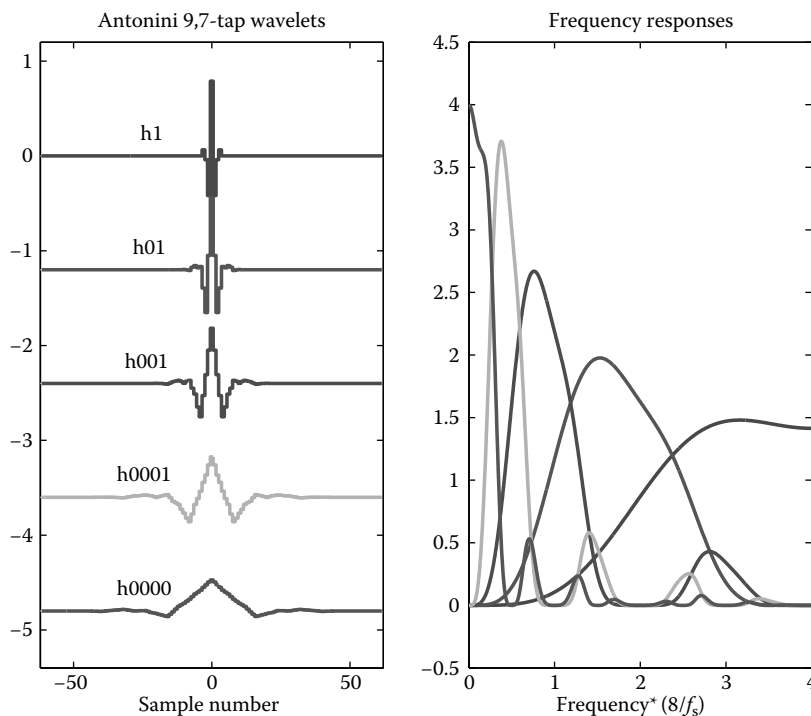 Antonini 9,7-tap wavelets
1
0
−1
−2
−3
−4
−5
h1
h01
h001
h0001
h0000
−50
0
50
Sample number
Frequency responses
4.5
4
3.5
3
2.5
2
1.5
1
0.5
0
−0.5
0
1
2
3
4
Frequency* (8/fs)